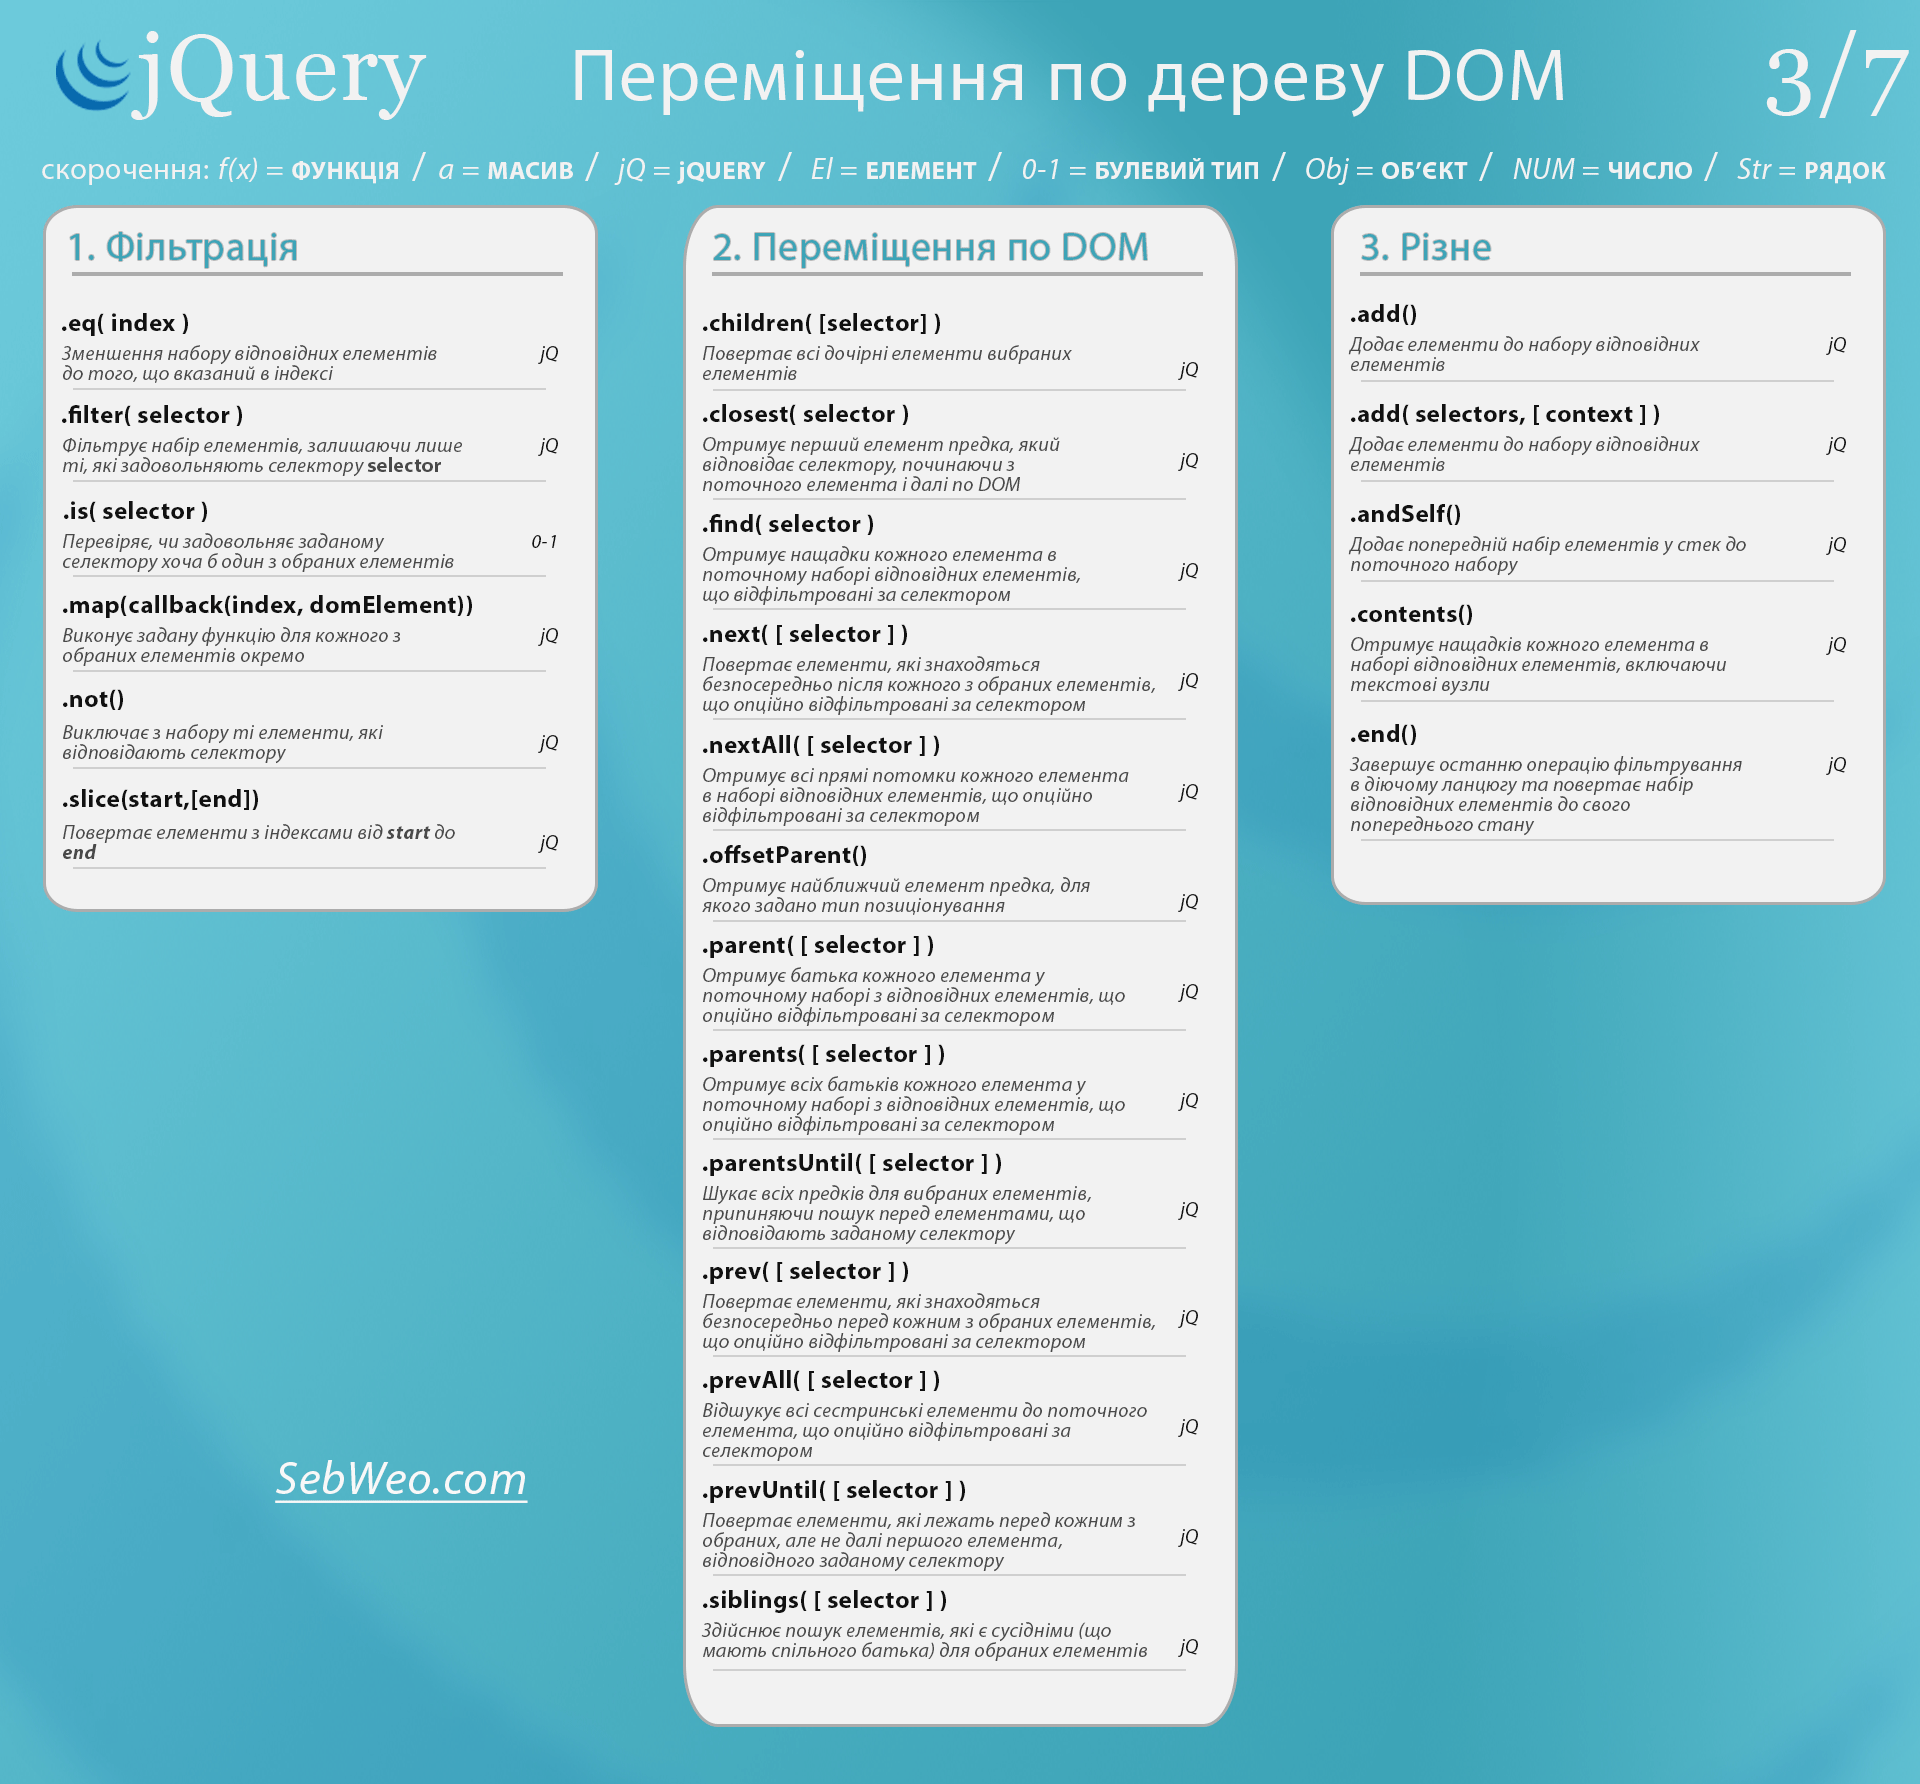 jQuery
Переміщення по дереву DOM
3/7
скорочення: f(x) = ФУНКЦІЯ / a = МАСИВ / jQ = jQUERY / El = ЕЛЕМЕНТ / 0-1 = БУЛЕВИЙ ТИП / Obj = ОБ’ЄКТ / NUM = ЧИСЛО / Str = РЯДОК
1. Фільтрація
.eq( index )
Зменшення набору відповідних елементів
до того, що вказаний в індексі
jQ
.filter( selector )
Фільтрує набір елементів, залишаючи лише
ті, які задовольняють селектору selector
jQ
.is( selector )
Перевіряє, чи задовольняє заданому
селектору хоча б один з обраних елементів
0-1
.map(callback(index, domElement))
Виконує задану функцію для кожного з
обраних елементів окремо
jQ
.not()
Виключає з набору ті елементи, які
відповідають селектору
jQ
.slice(start,[end])
Повертає елементи з індексами від start до
end
jQ
2. Переміщення по DOM
.children( [selector] )
Повертає всі дочірні елементи вибраних
елементів
jQ
.closest( selector )
Отримує перший елемент предка, який
відповідає селектору, починаючи з
поточного елемента і далі по DOM
jQ
.find( selector )
Отримує нащадки кожного елемента в
поточному наборі відповідних елементів,
що відфільтровані за селектором
jQ
.next( [ selector ] )
Повертає елементи, які знаходяться
безпосередньо після кожного з обраних елементів,
що опційно відфільтровані за селектором
jQ
.nextAll( [ selector ] )
Отримує всі прямі потомки кожного елемента
в наборі відповідних елементів, що опційно
відфільтровані за селектором
jQ
.offsetParent()
Отримує найближчий елемент предка, для
якого задано тип позиціонування
jQ
.parent( [ selector ] )
Отримує батька кожного елемента у
поточному наборі з відповідних елементів, що
опційно відфільтровані за селектором
jQ
.parents( [ selector ] )
Отримує всіх батьків кожного елемента у
поточному наборі з відповідних елементів, що
опційно відфільтровані за селектором
jQ
.parentsUntil( [ selector ] )
Шукає всіх предків для вибраних елементів,
припиняючи пошук перед елементами, що
відповідають заданому селектору
jQ
.prev( [ selector ] )
Повертає елементи, які знаходяться
безпосередньо перед кожним з обраних елементів,
що опційно відфільтровані за селектором
jQ
.prevAll( [ selector ] )
Відшукує всі сестринські елементи до поточного
елемента, що опційно відфільтровані за
селектором
jQ
.prevUntil( [ selector ] )
Повертає елементи, які лежать перед кожним з
обраних, але не далі першого елемента,
відповідного заданому селектору
jQ
.siblings( [ selector ] )
Здійснює пошук елементів, які є сусідніми (що
мають спільного батька) для обраних елементів
jQ
3. Різне
.add()
Додає елементи до набору відповідних
елементів
jQ
.add( selectors, [ context ] )
Додає елементи до набору відповідних
елементів
jQ
.andSelf()
Додає попередній набір елементів у стек до
поточного набору
jQ
.contents()
Отримує нащадків кожного елемента в
наборі відповідних елементів, включаючи
текстові вузли
jQ
.end()
Завершує останню операцію фільтрування
в діючому ланцюгу та повертає набір
відповідних елементів до свого
попереднього стану
jQ
SebWeo.com